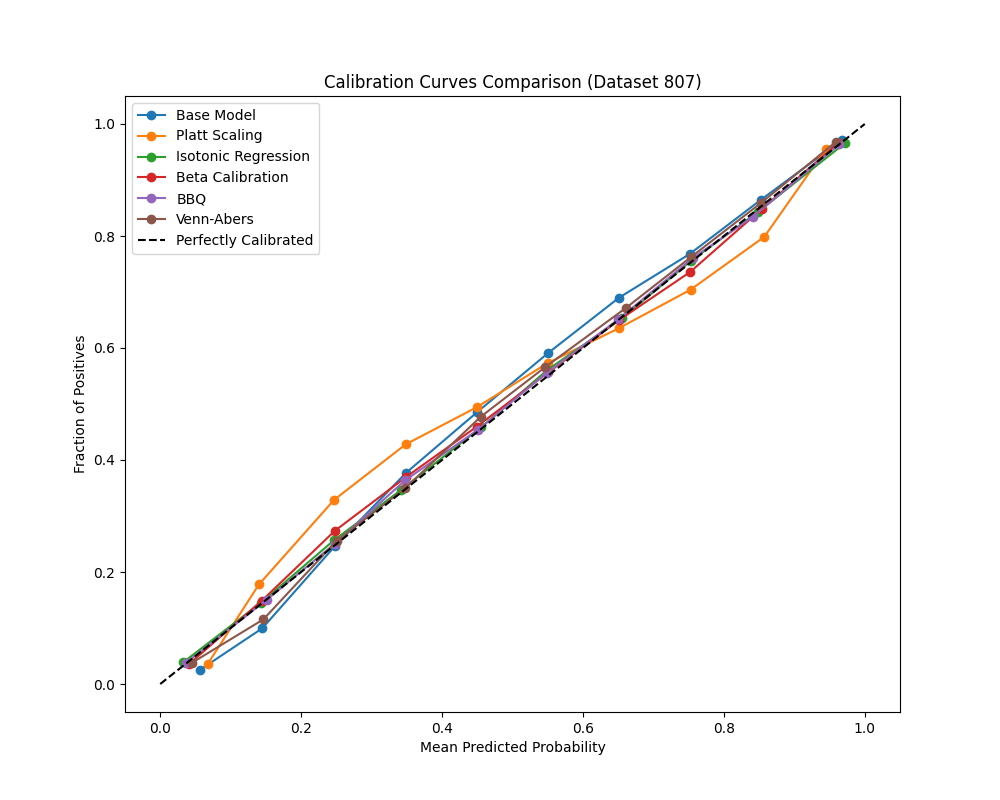 Calibration Curves Comparison (Dataset 807)
Base Model
Platt Scaling
Isotonic Regression
Beta Calibration
BBQ
Venn-Abers
Perfectly Calibrated
1.0
0.8
0.6
0.4
0.2
0.0
Fraction of Positives
0.0 0.2 0.4 0.6 0.8 1.0
Mean Predicted Probability